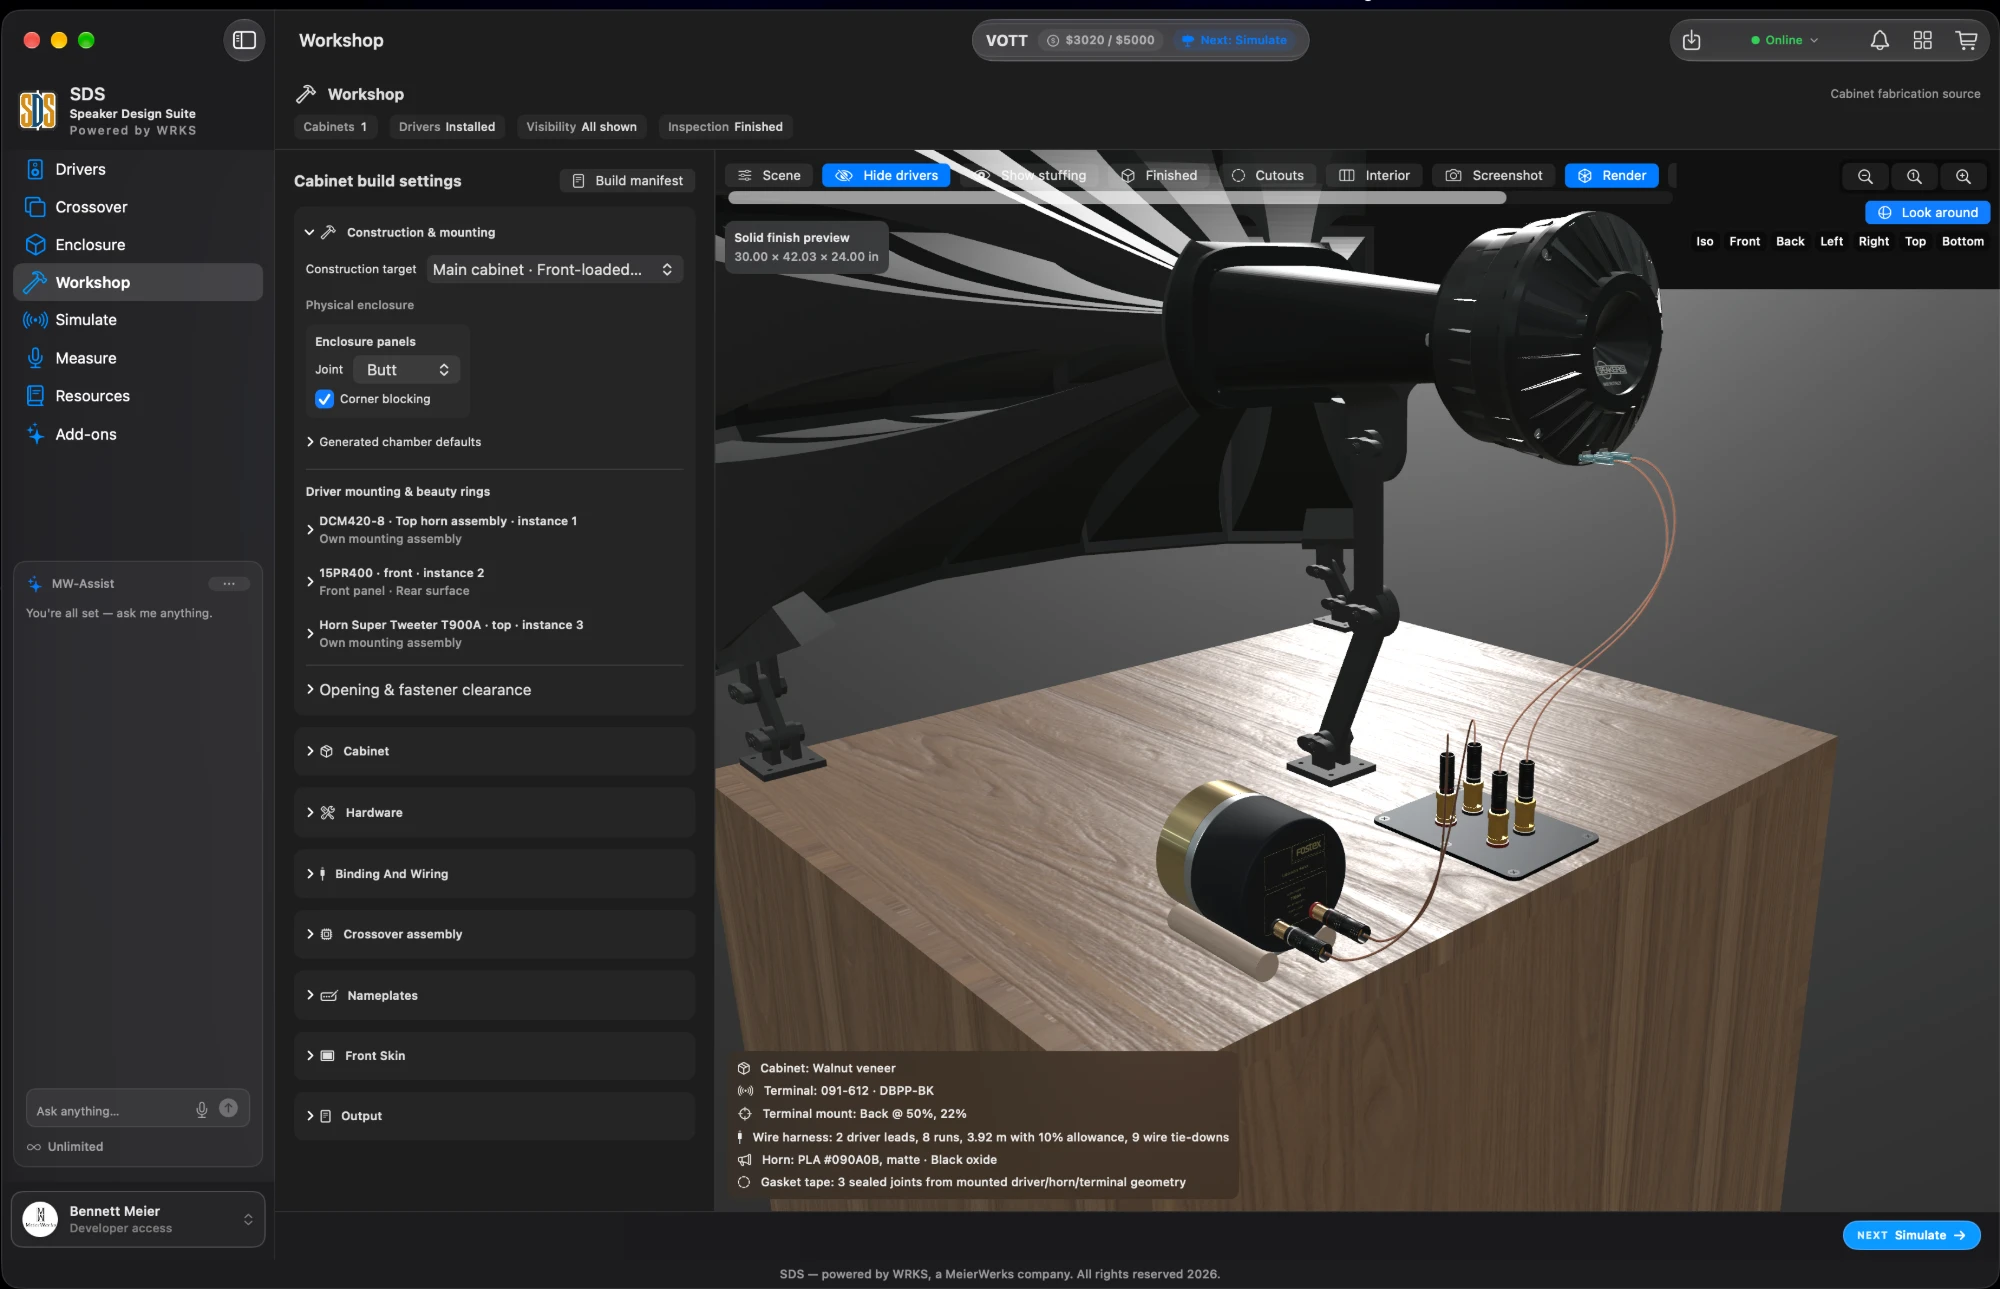 Workshop
VOTT
$3020 / $5000
Next: Simulate
Online
SDS
SDS
Speaker Design Suite
Powered by WRKS
Drivers
Crossover
Enclosure
Workshop
Simulate
Measure
Resources
Add-ons
MW-Assist
You're all set — ask me anything.
Ask anything...
Unlimited
Bennett Meier
Developer access
Workshop
Cabinet fabrication source
Cabinets 1
Drivers Installed
Visibility All shown
Inspection Finished
Cabinet build settings
Build manifest
Construction & mounting
Construction target
Main cabinet · Front-loaded...
Physical enclosure
Enclosure panels
Joint
Butt
Corner blocking
Generated chamber defaults
Driver mounting & beauty rings
DCM420-8 · Top horn assembly · instance 1
Own mounting assembly
15PR400 · front · instance 2
Front panel · Rear surface
Horn Super Tweeter T900A · top · instance 3
Own mounting assembly
Opening & fastener clearance
Cabinet
Hardware
Binding And Wiring
Crossover assembly
Nameplates
Front Skin
Output
Scene
Hide drivers
Show stuffing
Finished
Cutouts
Interior
Screenshot
Render
Look around
Iso
Front
Back
Left
Right
Top
Bottom
Solid finish preview
30.00 × 42.03 × 24.00 in
Fostex
Cabinet: Walnut veneer
Terminal: 091-612 · DBPP-BK
Terminal mount: Back @ 50%, 22%
Wire harness: 2 driver leads, 8 runs, 3.92 m with 10% allowance, 9 wire tie-downs
Horn: PLA #090A0B, matte · Black oxide
Gasket tape: 3 sealed joints from mounted driver/horn/terminal geometry
NEXT Simulate
SDS — powered by WRKS, a MeierWerks company. All rights reserved 2026.